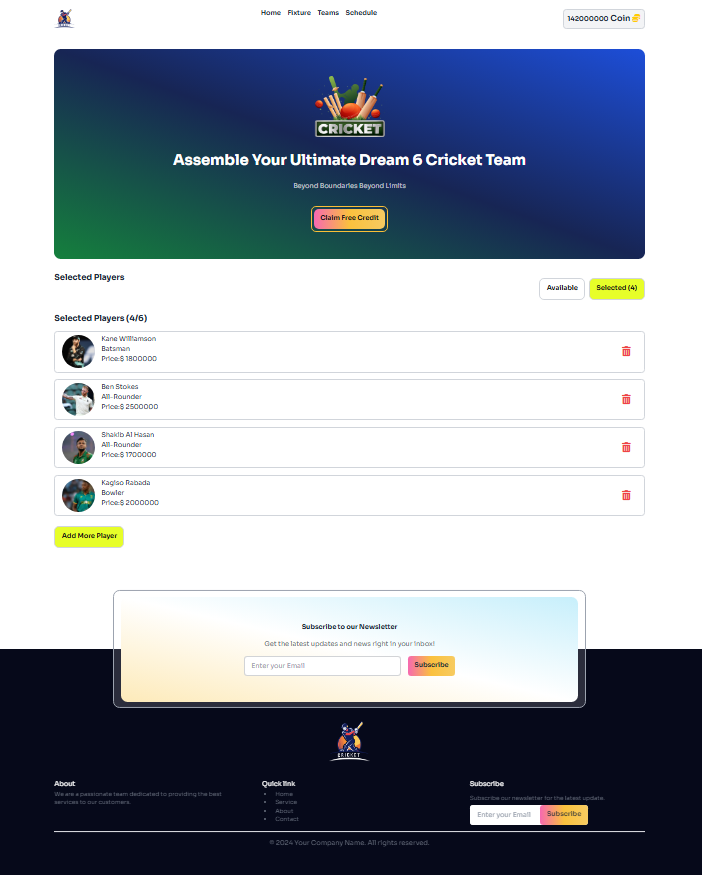 Home Fixture Teams Schedule
142000000 Coin
CRICKET
Assemble Your Ultimate Dream 6 Cricket Team
Beyond Boundaries Beyond Limits
Claim Free Credit
Selected Players
Available
Selected (4)
Selected Players (4/6)
Kane Williamson
Batsman
Price:$ 1800000
Ben Stokes
All-Rounder
Price:$ 2500000
Shakib Al Hasan
All-Rounder
Price:$ 1700000
Kagiso Rabada
Bowler
Price:$ 2000000
Add More Player
Subscribe to our Newsletter
Get the latest updates and news right in your inbox!
Enter your Email
Subscribe
CRICKET
About
We are a passionate team dedicated to providing the best
services to our customers.
Quick link
Home
Service
About
Contact
Subscribe
Subscribe our newsletter for the latest update.
Enter your Email
Subscribe
© 2024 Your Company Name. All rights reserved.